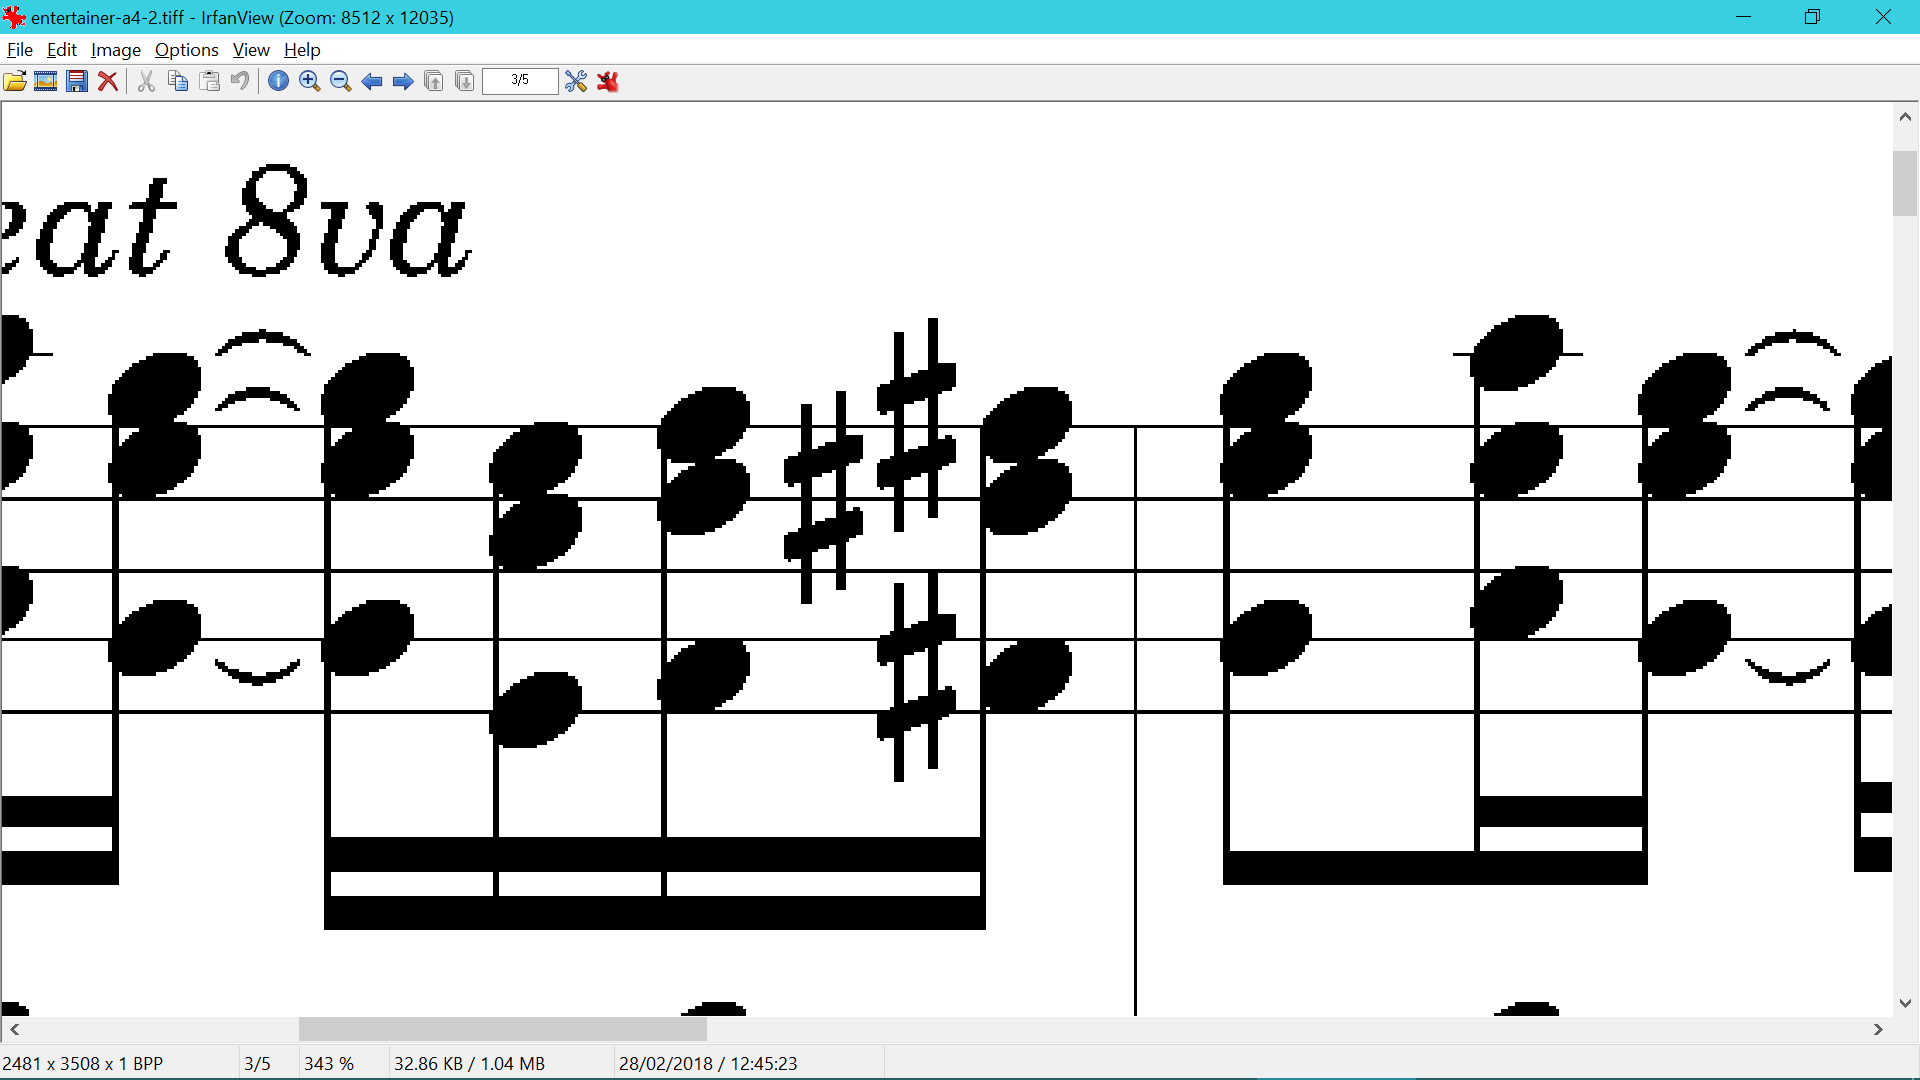 entertainer-a4-2.tiff - IrfanView (Zoom: 8512 x 12035)
File Edit Image Options View Help
3/5
eat 8va
2481 x 3508 x 1 BPP 3/5 343 % 32.86 KB / 1.04 MB 28/02/2018 / 12:45:23